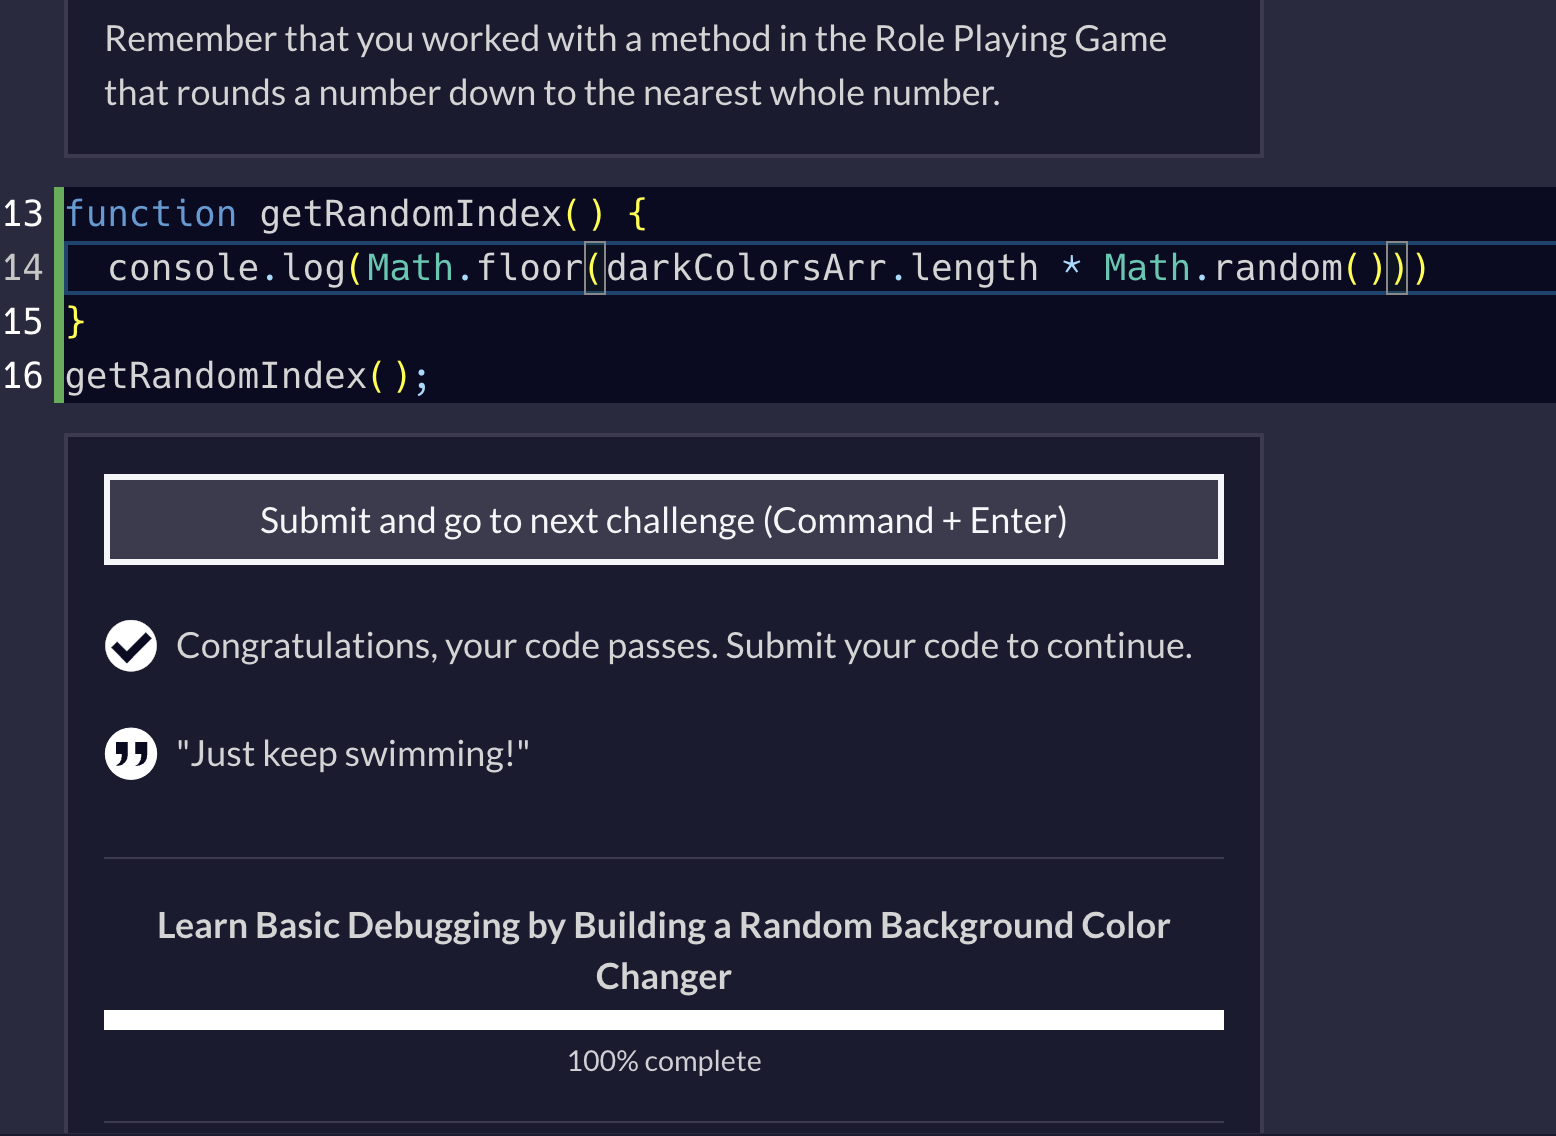 Remember that you worked with a method in the Role Playing Game
that rounds a number down to the nearest whole number.
13 function getRandomIndex() {
14   console.log(Math.floor(darkColorsArr.length * Math.random()))
15 }
16 getRandomIndex();
Submit and go to next challenge (Command + Enter)
Congratulations, your code passes. Submit your code to continue.
"Just keep swimming!"
Learn Basic Debugging by Building a Random Background Color
Changer
100% complete